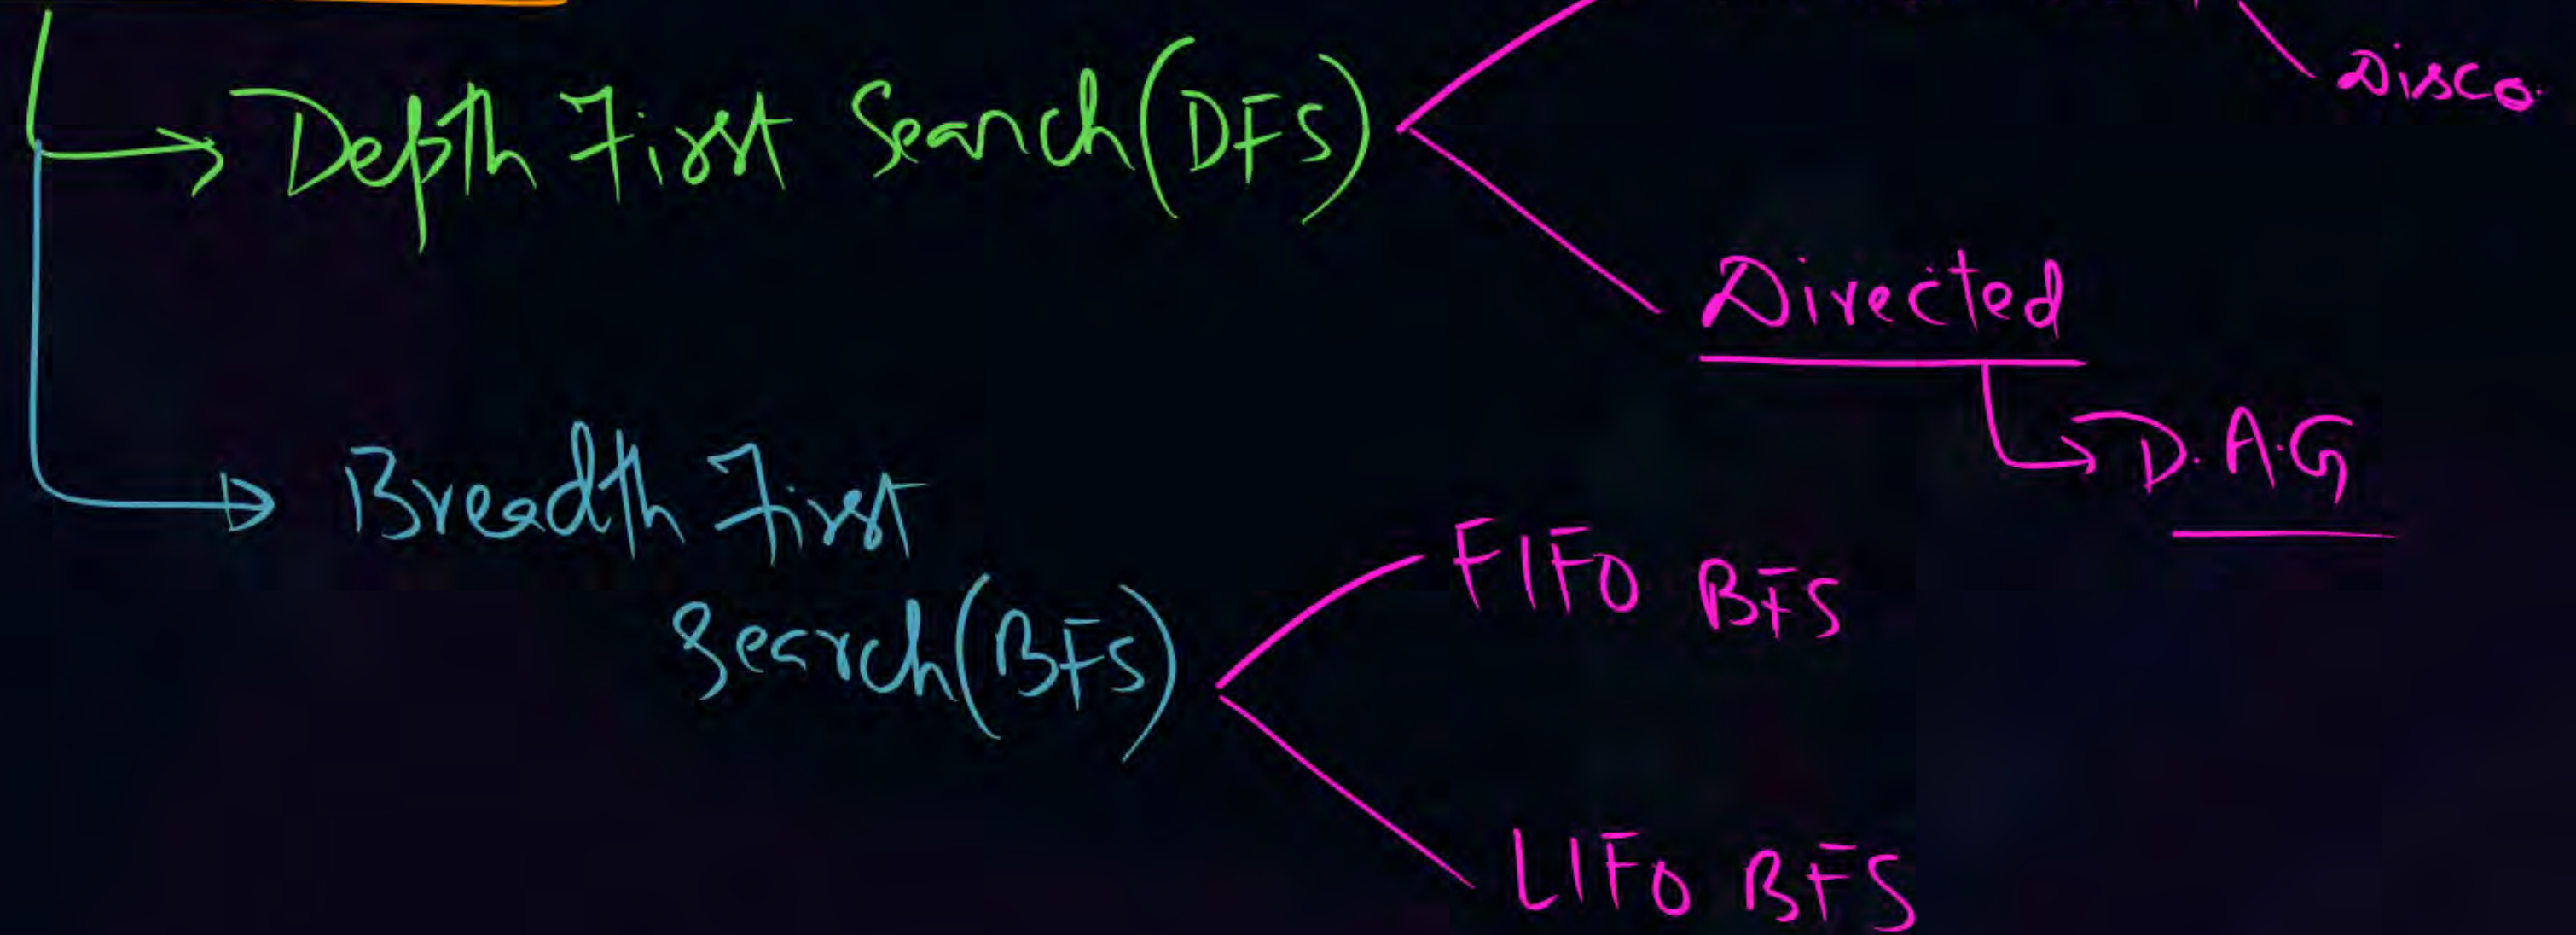 Disco.
Depth First Search (DFS)
Directed
D.A.G
Breadth First
Search (BFS)
FIFO BFS
LIFO BFS